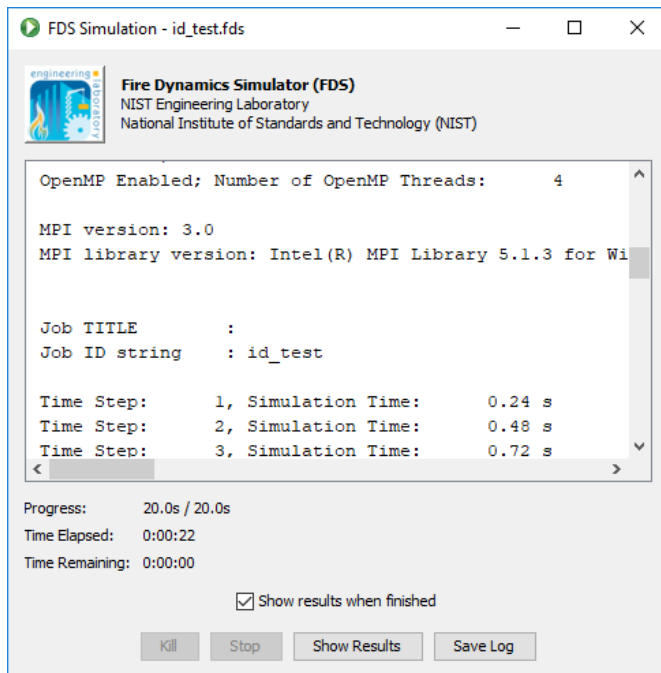 FDS Simulation - id_test.fds
engineering
laboratory
Fire Dynamics Simulator (FDS)
NIST Engineering Laboratory
National Institute of Standards and Technology (NIST)
OpenMP Enabled; Number of OpenMP Threads: 4
MPI version: 3.0
MPI library version: Intel(R) MPI Library 5.1.3 for Wi
Job TITLE :
Job ID string : id_test
Time Step: 1, Simulation Time: 0.24 s
Time Step: 2, Simulation Time: 0.48 s
Time Step: 3, Simulation Time: 0.72 s
Progress: 20.0s / 20.0s
Time Elapsed: 0:00:22
Time Remaining: 0:00:00
Show results when finished
Kill Stop Show Results Save Log